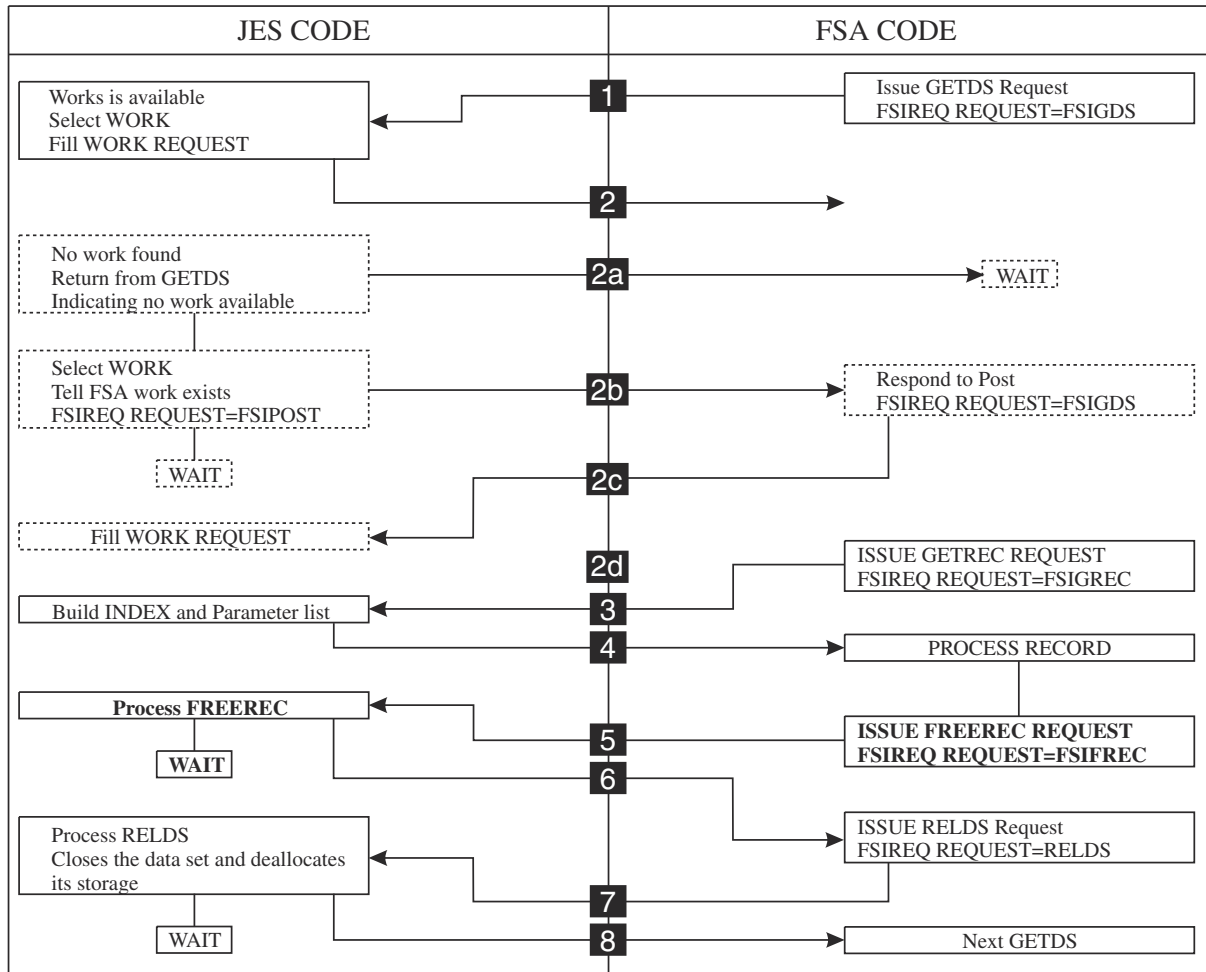 JES CODE
FSA CODE
Works is available
Select WORK
Fill WORK REQUEST
1
Issue GETDS Request
FSIREQ REQUEST=FSIGDS
2
No work found
Return from GETDS
Indicating no work available
2a
WAIT
Select WORK
Tell FSA work exists
FSIREQ REQUEST=FSIPOST
2b
Respond to Post
FSIREQ REQUEST=FSIGDS
WAIT
2c
Fill WORK REQUEST
2d
ISSUE GETREC REQUEST
FSIREQ REQUEST=FSIGREC
Build INDEX and Parameter list
3
4
PROCESS RECORD
Process FREEREC
5
ISSUE FREEREC REQUEST
FSIREQ REQUEST=FSIFREC
WAIT
6
Process RELDS
Closes the data set and deallocates
its storage
ISSUE RELDS Request
FSIREQ REQUEST=RELDS
7
WAIT
8
Next GETDS